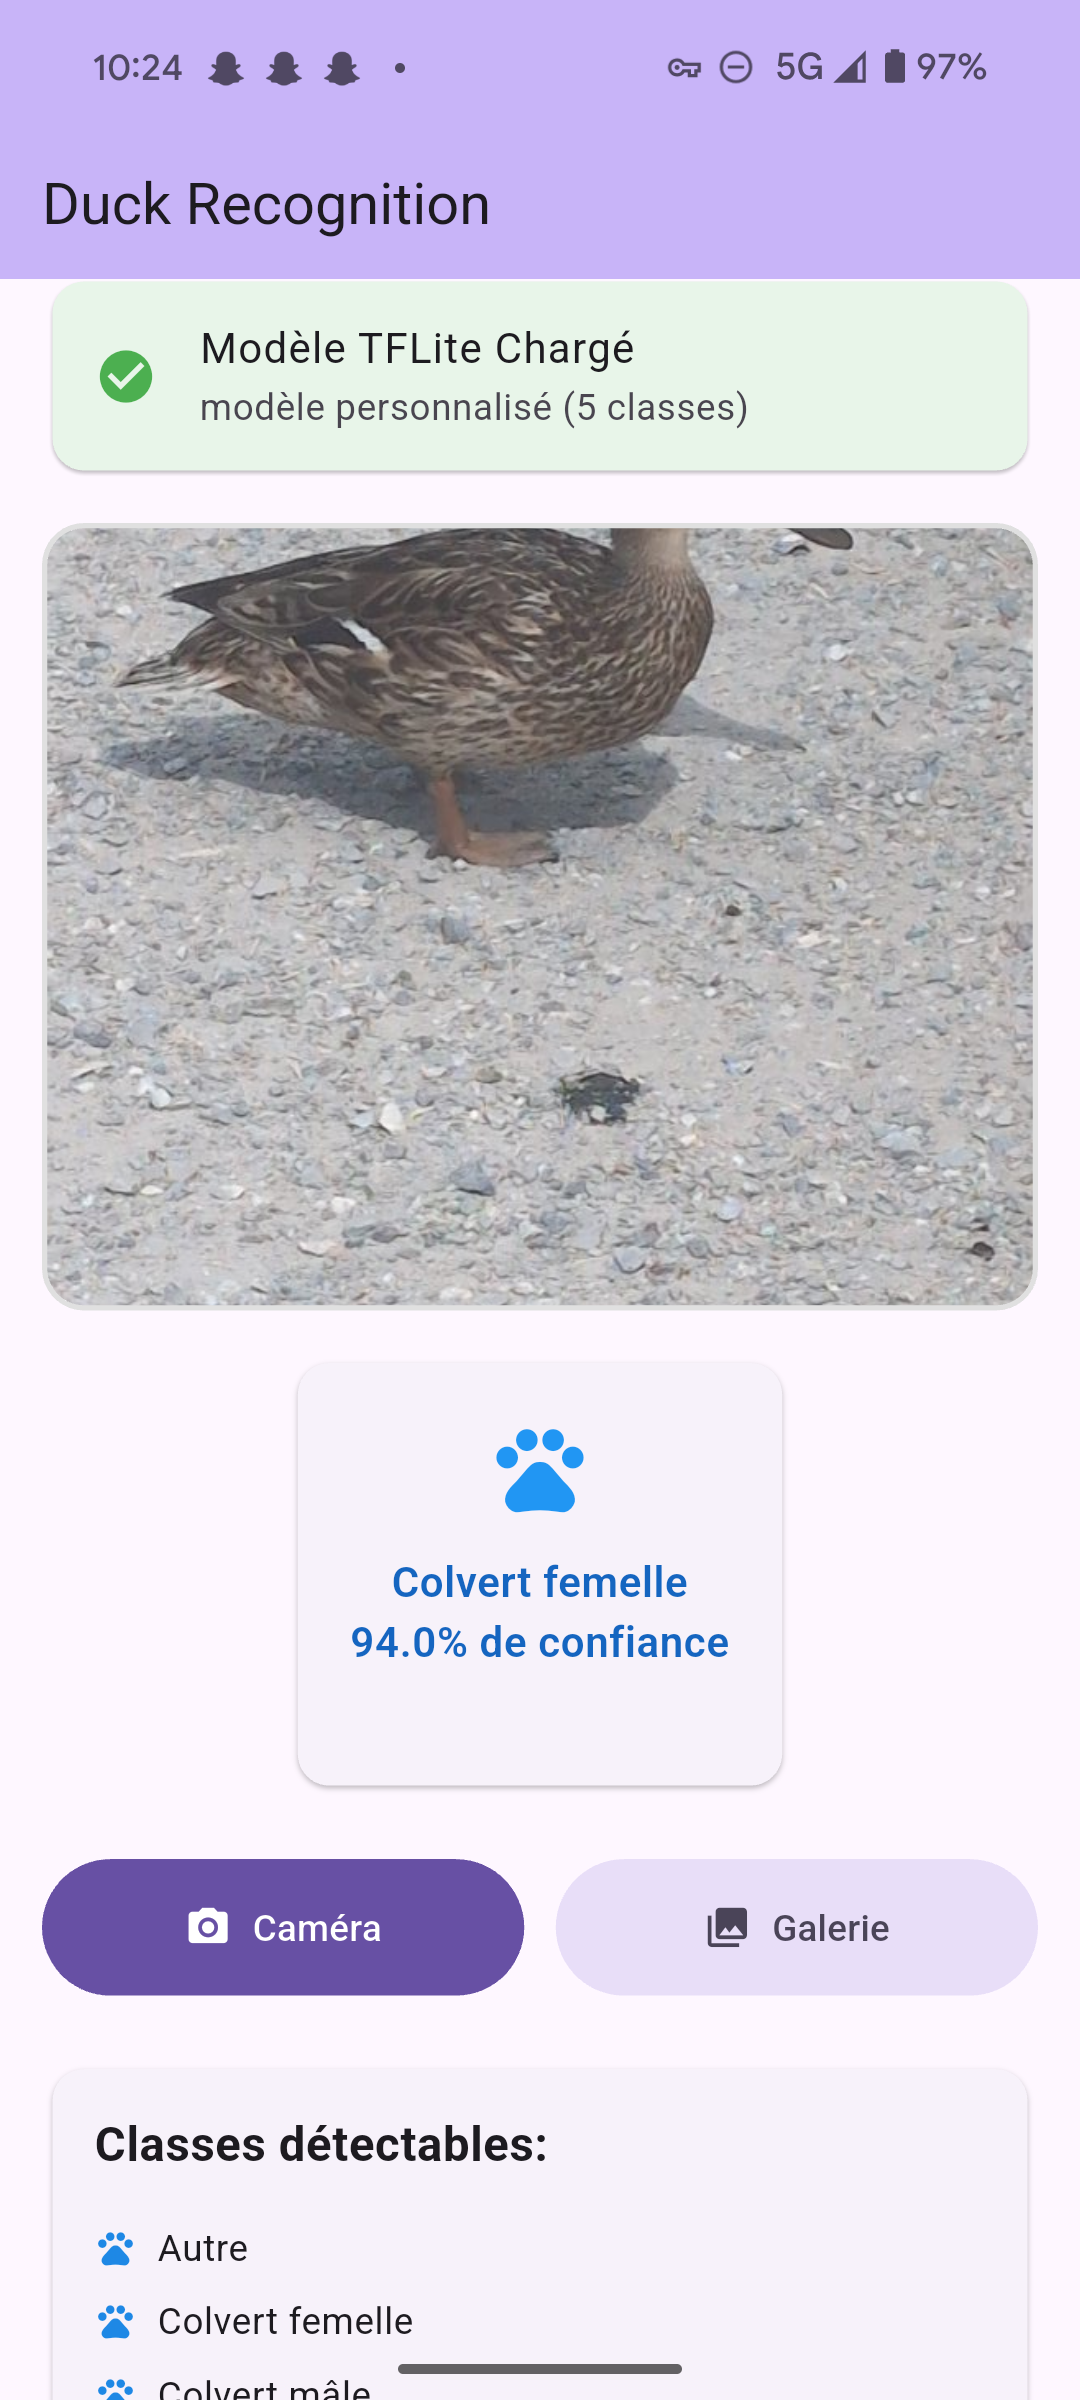 10:24 5G 97%
Duck Recognition
Modèle TFLite Chargé
modèle personnalisé (5 classes)
Colvert femelle
94.0% de confiance
Caméra Galerie
Classes détectables:
Autre
Colvert femelle
Colvert mâle